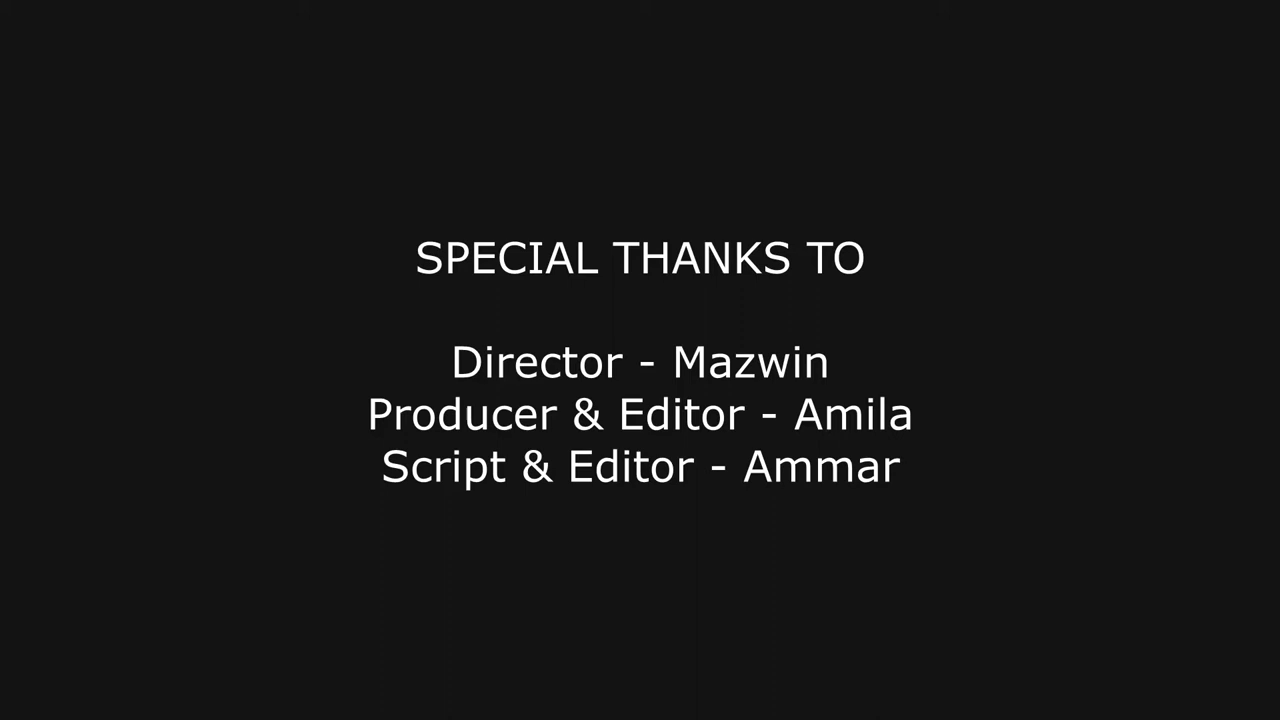 SPECIAL THANKS TO
Director - Mazwin
Producer & Editor - Amila
Script & Editor - Ammar